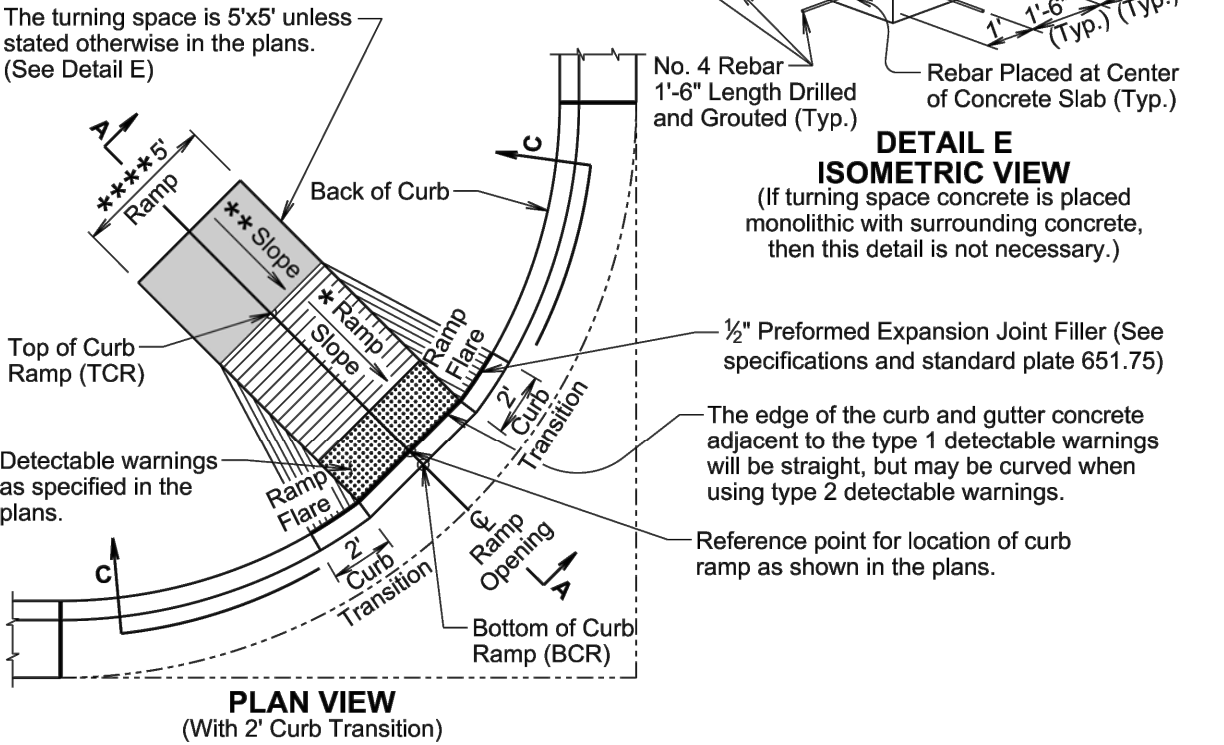 The turning space is 5'x5' unless
stated otherwise in the plans.
(See Detail E)
A
****5'
Ramp
** Slope
* Ramp
Slope
Top of Curb
Ramp (TCR)
Detectable warnings
as specified in the
plans.
Ramp
Flare
Ramp
Flare
Back of Curb
C
C
2'
Curb
Transition
2'
Curb
Transition
℄
Ramp
Opening
A
Bottom of Curb
Ramp (BCR)
PLAN VIEW
(With 2' Curb Transition)
No. 4 Rebar
1'-6" Length Drilled
and Grouted (Typ.)
1'
1'-6"
(Typ.) (Typ.)
Rebar Placed at Center
of Concrete Slab (Typ.)
DETAIL E
ISOMETRIC VIEW
(If turning space concrete is placed
monolithic with surrounding concrete,
then this detail is not necessary.)
½" Preformed Expansion Joint Filler (See
specifications and standard plate 651.75)
The edge of the curb and gutter concrete
adjacent to the type 1 detectable warnings
will be straight, but may be curved when
using type 2 detectable warnings.
Reference point for location of curb
ramp as shown in the plans.